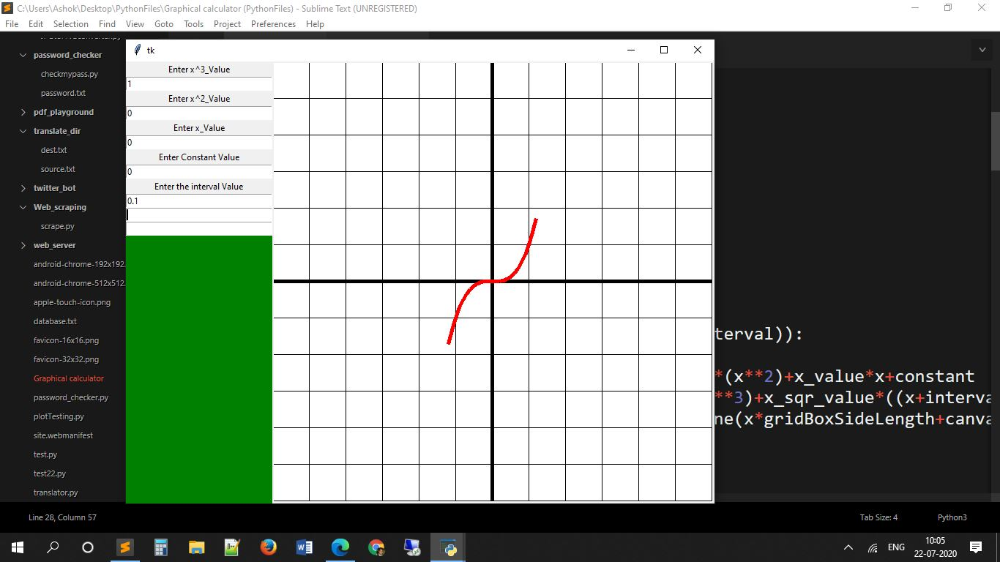 C:\Users\Ashok\Desktop\PythonFiles\Graphical calculator (PythonFiles) - Sublime Text (UNREGISTERED)
File Edit Selection Find View Goto Tools Project Preferences Help
password_checker
checkmypass.py
password.txt
pdf_playground
translate_dir
dest.txt
source.txt
twitter_bot
Web_scraping
scrape.py
web_server
android-chrome-192x192.
android-chrome-512x512.
apple-touch-icon.png
database.txt
favicon-16x16.png
favicon-32x32.png
Graphical calculator
password_checker.py
plotTesting.py
site.webmanifest
test.py
test22.py
translator.py
tk
Enter x^3_Value
1
Enter x^2_Value
0
Enter x_Value
0
Enter Constant Value
0
Enter the interval Value
0.1
terval)):
*(x**2)+x_value*x+constant
**3)+x_sqr_value*((x+interva
ne(x*gridBoxSideLength+canva
Line 28, Column 57
Tab Size: 4 Python3
ENG
10:05
22-07-2020